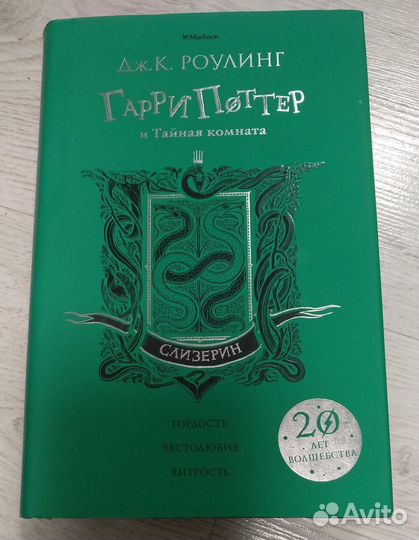 Machaon
Дж.К. РОУЛИНГ
ГАРРИ ПОТТЕР
и Тайная комната
СЛИЗЕРИН
ГОРДОСТЬ
ЧЕСТОЛЮБИЕ
ХИТРОСТЬ
20
ЛЕТ
ВОЛШЕБСТВА
Avito